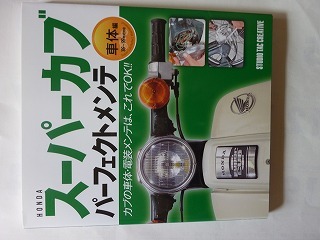 HONDA
スーパーカブ
パーフェクトメンテ
車体編
カブの車体・電装メンテは、これでOK!!
STUDIO TAC CREATIVE
HONDA